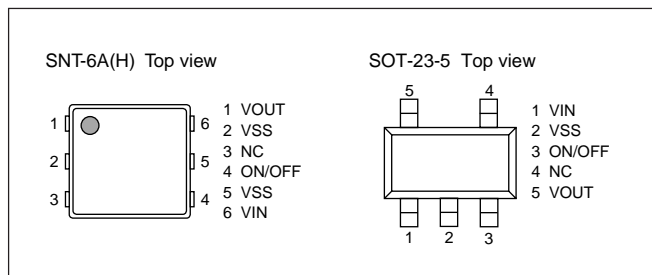 SNT-6A(H) Top view
1
2
3
6
5
4
1 VOUT
2 VSS
3 NC
4 ON/OFF
5 VSS
6 VIN
SOT-23-5 Top view
5 4
1 2 3
1 VIN
2 VSS
3 ON/OFF
4 NC
5 VOUT